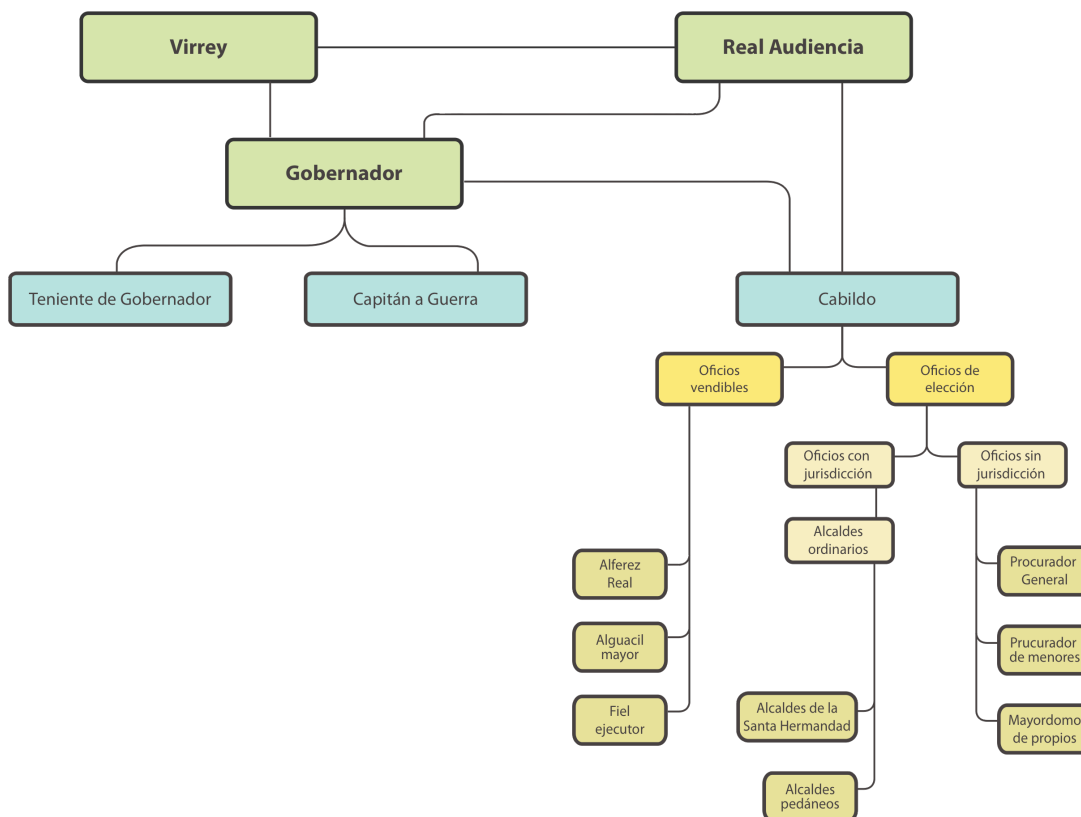 Virrey
Real Audiencia
Gobernador
Teniente de Gobernador
Capitán a Guerra
Cabildo
Oficios
vendibles
Oficios de
elección
Oficios con
jurisdicción
Oficios sin
jurisdicción
Alcaldes
ordinarios
Alferez
Real
Procurador
General
Alguacil
mayor
Prucurador
de menores
Fiel
ejecutor
Alcaldes de la
Santa Hermandad
Mayordomo
de propios
Alcaldes
pedáneos